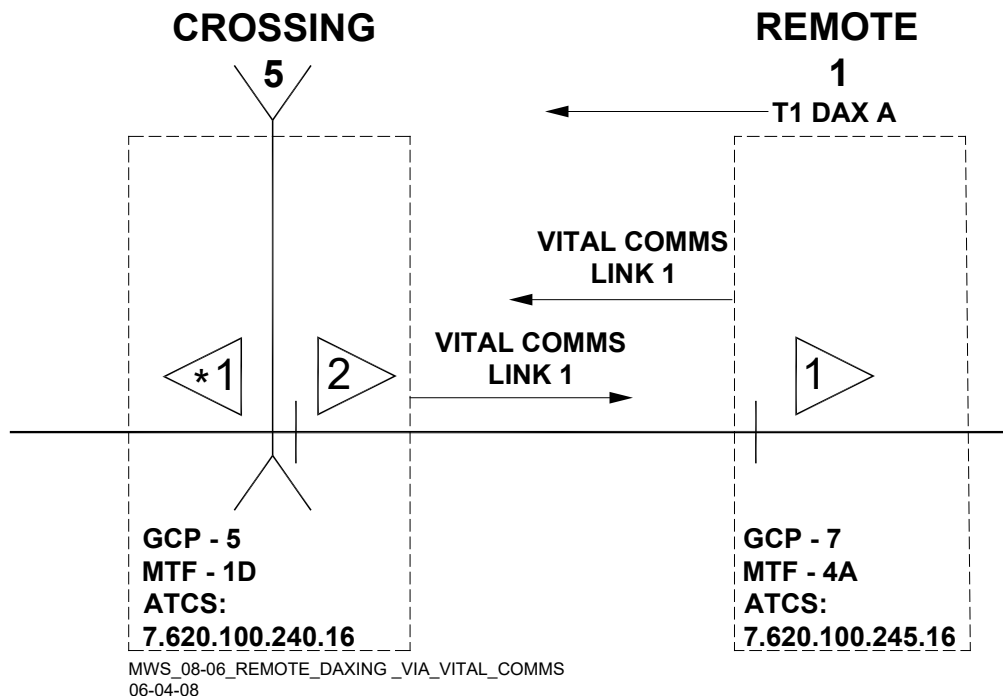 CROSSING
5
REMOTE
1
T1 DAX A
VITAL COMMS
LINK 1
VITAL COMMS
LINK 1
*1
2
1
GCP - 5
MTF - 1D
ATCS:
7.620.100.240.16
GCP - 7
MTF - 4A
ATCS:
7.620.100.245.16
MWS_08-06_REMOTE_DAXING _VIA_VITAL_COMMS
06-04-08